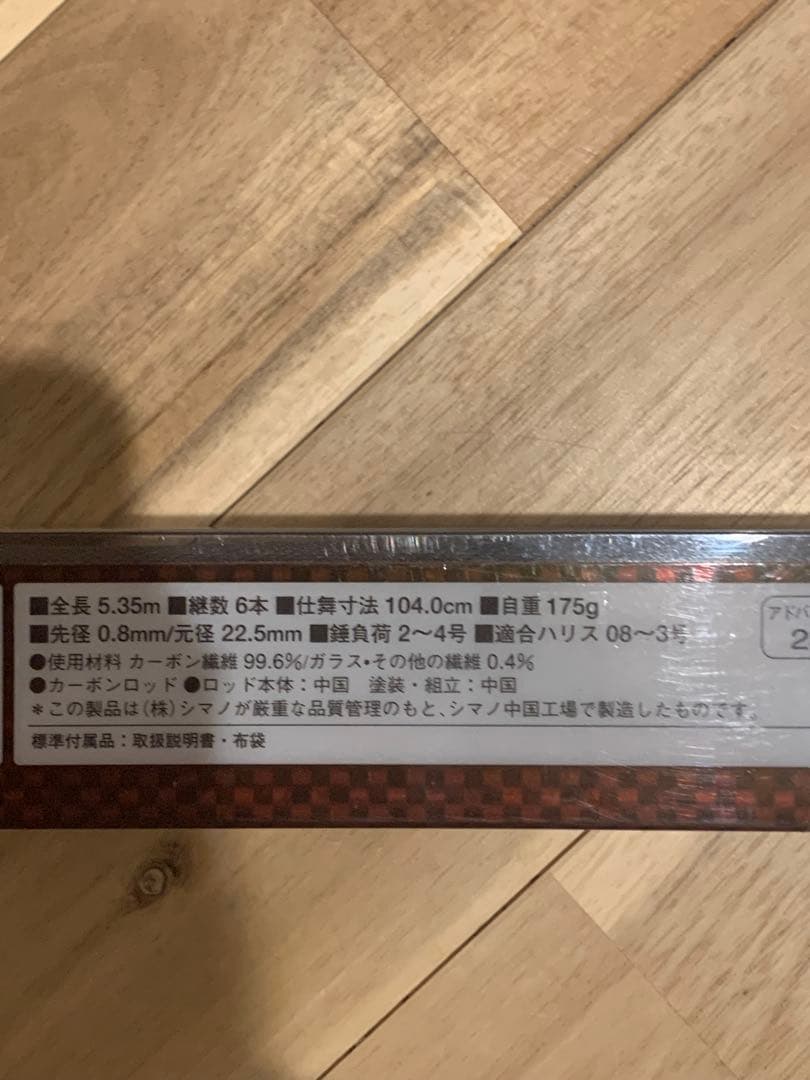 ■全長 5.35m ■継数 6本 ■仕舞寸法 104.0cm ■自重 175g
■先径 0.8mm/元径 22.5mm ■錘負荷 2〜4号 ■適合ハリス 08〜3号
●使用材料 カーボン繊維 99.6%/ガラス・その他の繊維 0.4%
●カーボンロッド ●ロッド本体：中国　塗装・組立：中国
＊この製品は（株）シマノが厳重な品質管理のもと、シマノ中国工場で製造したものです。
標準付属品：取扱説明書・布袋
アドバ
2